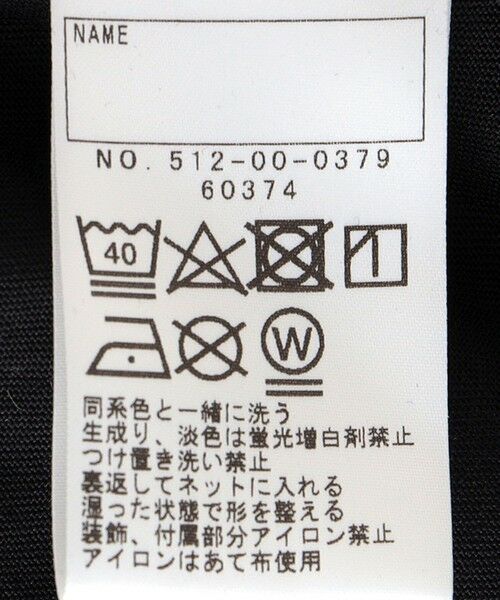 NAME
NO. 512-00-0379
60374
40
W
同系色と一緒に洗う
生成り、淡色は蛍光増白剤禁止
つけ置き洗い禁止
裏返してネットに入れる
湿った状態で形を整える
装飾、付属部分アイロン禁止
アイロンはあて布使用